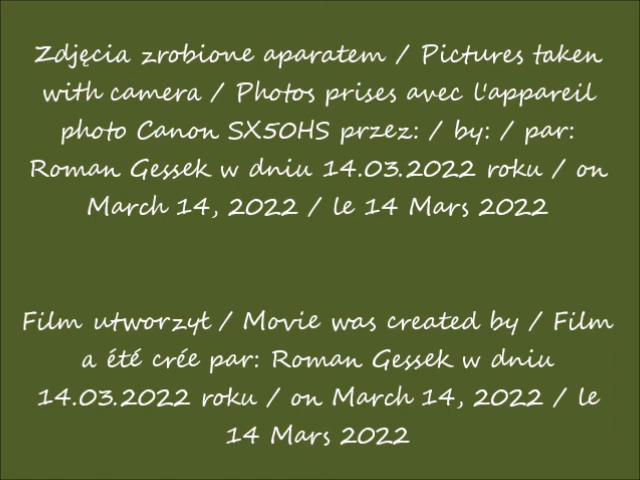 Zdjęcia zrobione aparatem / Pictures taken
with camera / Photos prises avec l'appareil
photo Canon SX50HS przez: / by: / par:
Roman Gessek w dniu 14.03.2022 roku / on
March 14, 2022 / le 14 Mars 2022
Film utworzył / Movie was created by / Film
a été crée par: Roman Gessek w dniu
14.03.2022 roku / on March 14, 2022 / le
14 Mars 2022